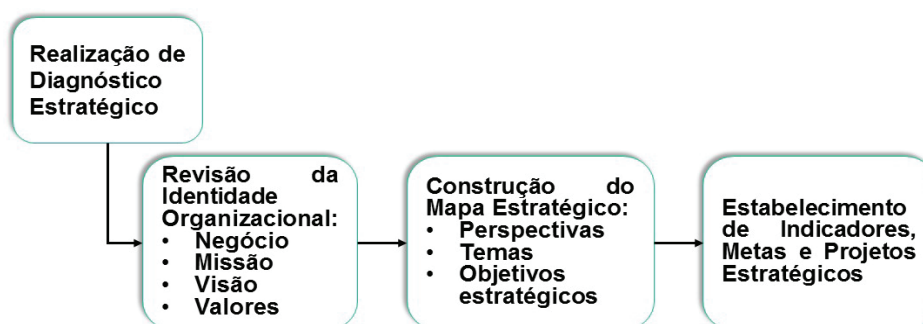 Realização de
Diagnóstico
Estratégico
Revisão da
Identidade
Organizacional:
• Negócio
• Missão
• Visão
• Valores
Construção do
Mapa Estratégico:
• Perspectivas
• Temas
• Objetivos
estratégicos
Estabelecimento
de Indicadores,
Metas e Projetos
Estratégicos